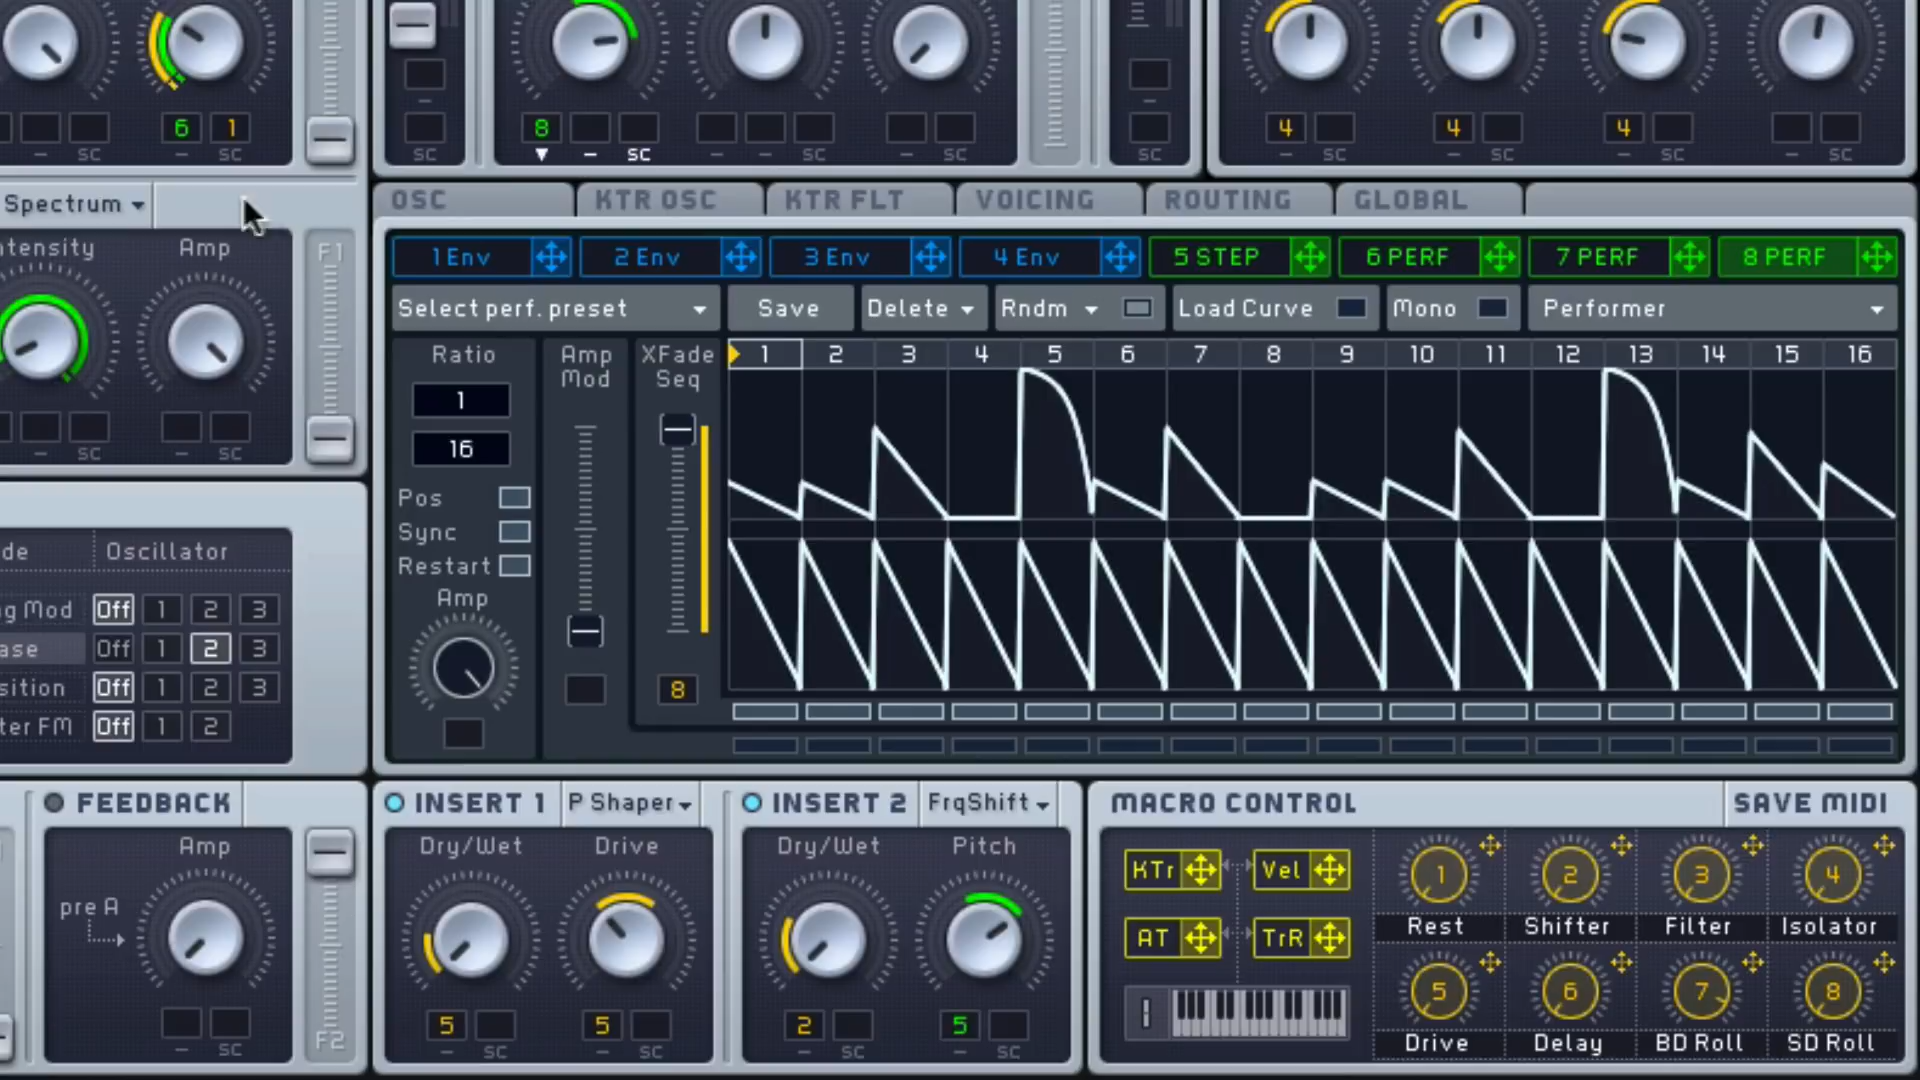 6 1 8 4 4 4
SC SC SC SC SC SC SC SC SC SC SC
Spectrum
OSC KTR OSC KTR FLT VOICING ROUTING GLOBAL
ntensity Amp F1
1 Env 2 Env 3 Env 4 Env 5 STEP 6 PERF 7 PERF 8 PERF
Select perf. preset Save Delete Rndm Load Curve Mono Performer
Ratio Amp Mod XFade Seq
1 2 3 4 5 6 7 8 9 10 11 12 13 14 15 16
1
16
SC SC
Pos
Sync
Restart
Amp
8
de Oscillator
g Mod Off 1 2 3
ase Off 1 2 3
sition Off 1 2 3
ter FM Off 1 2
FEEDBACK INSERT 1 P Shaper INSERT 2 FrqShift MACRO CONTROL SAVE MIDI
Amp Dry/Wet Drive Dry/Wet Pitch
pre A
KTr Vel 1 2 3 4
Rest Shifter Filter Isolator
AT TrR 5 6 7 8
5 5 2 5
F2
SC SC SC SC SC
Drive Delay BD Roll SD Roll